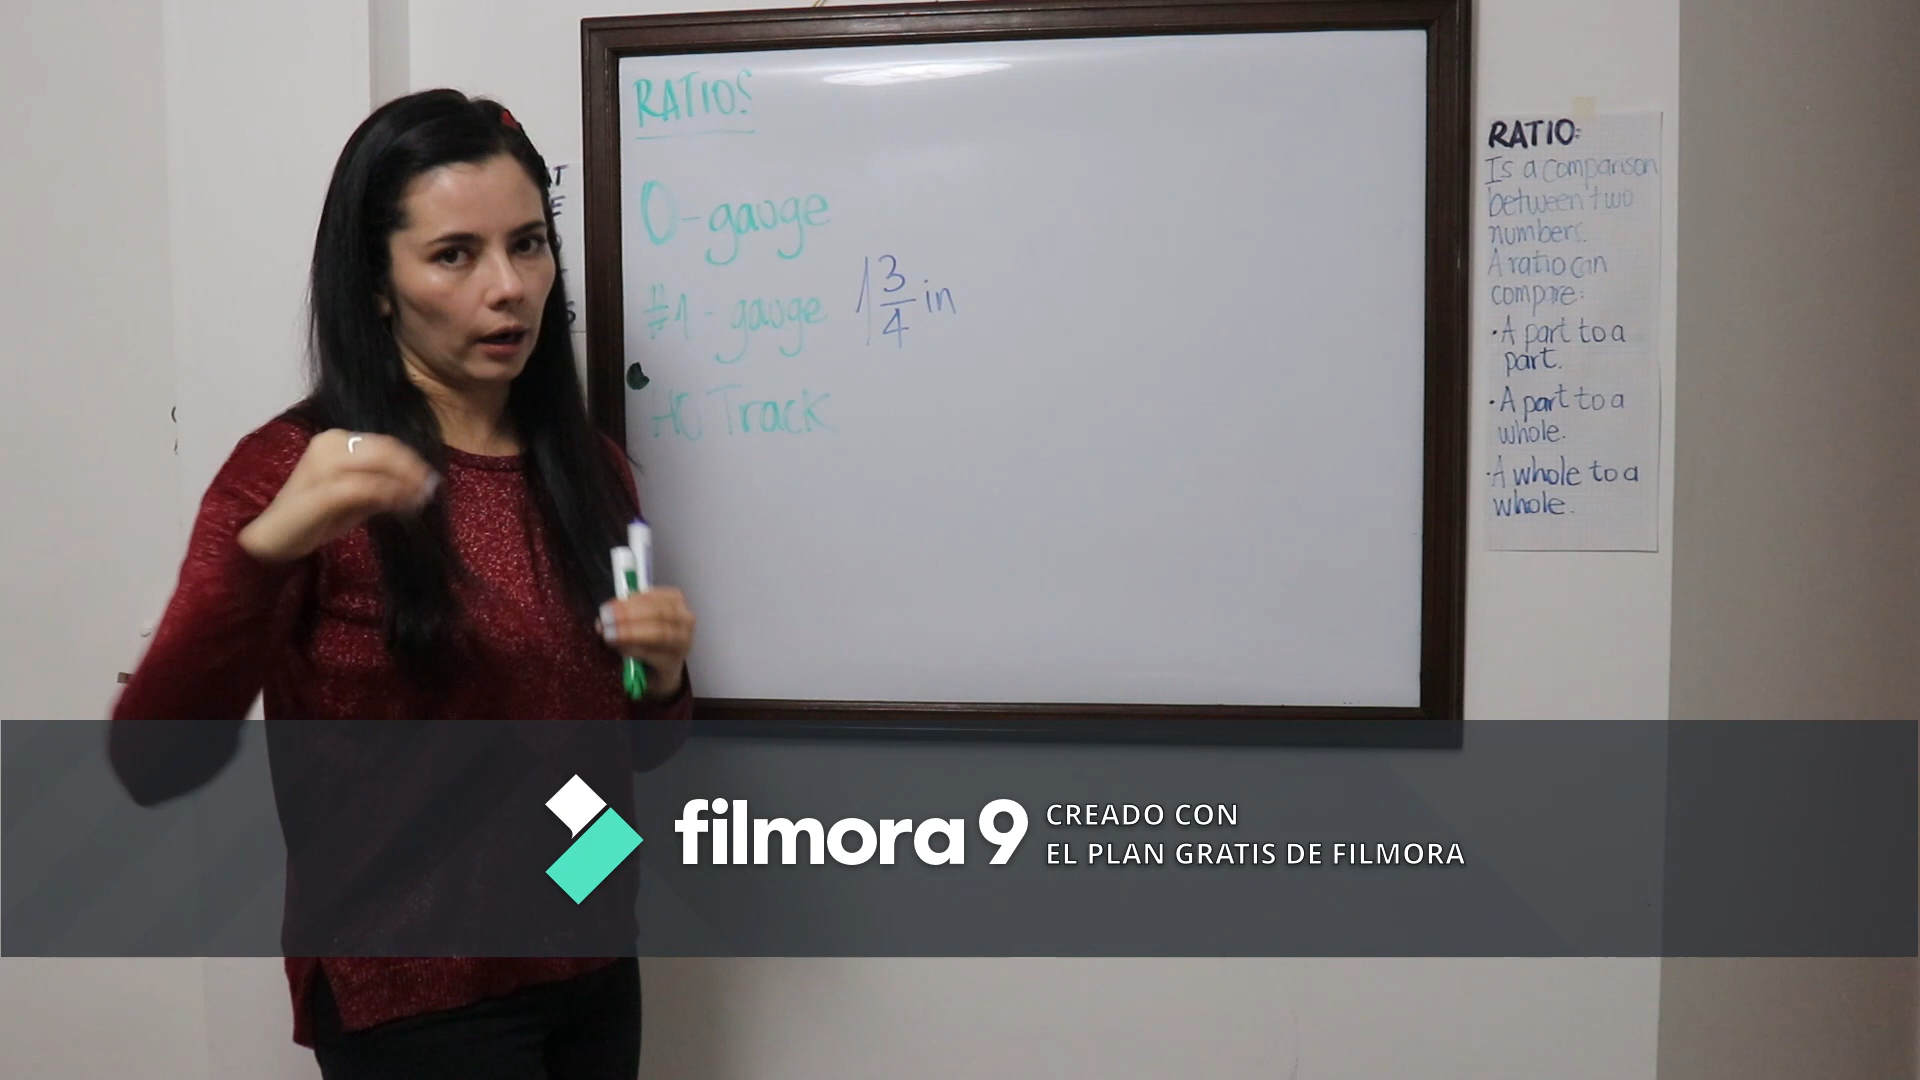 RATIOS
O-gauge
#1-gauge 1 3/4 in
HO Track
RATIO:
Is a comparison
between two
numbers.
A ratio can
compare:
·A part to a
part.
·A part to a
whole.
·A whole to a
whole.
filmora 9
CREADO CON
EL PLAN GRATIS DE FILMORA